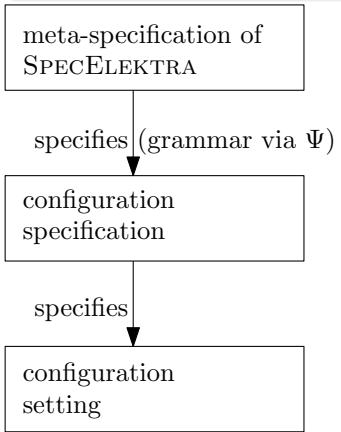 meta-specification of
SPECELEKTRA
specifies (grammar via Ψ)
configuration
specification
specifies
configuration
setting